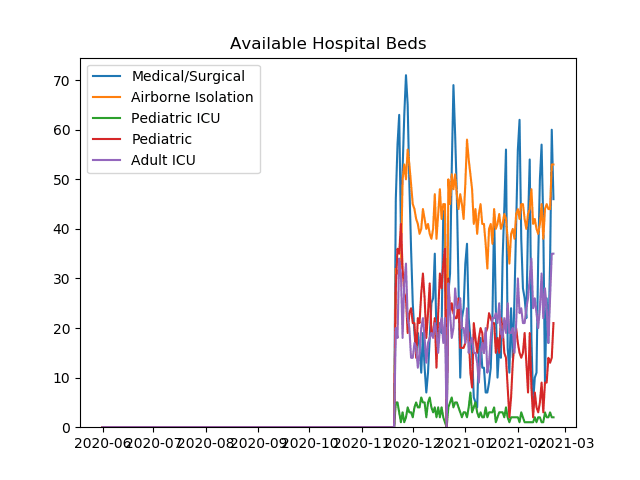 Available Hospital Beds
Medical/Surgical
Airborne Isolation
Pediatric ICU
Pediatric
Adult ICU
70
60
50
40
30
20
10
0
2020-06 2020-07 2020-08 2020-09 2020-10 2020-11 2020-12 2021-01 2021-02 2021-03